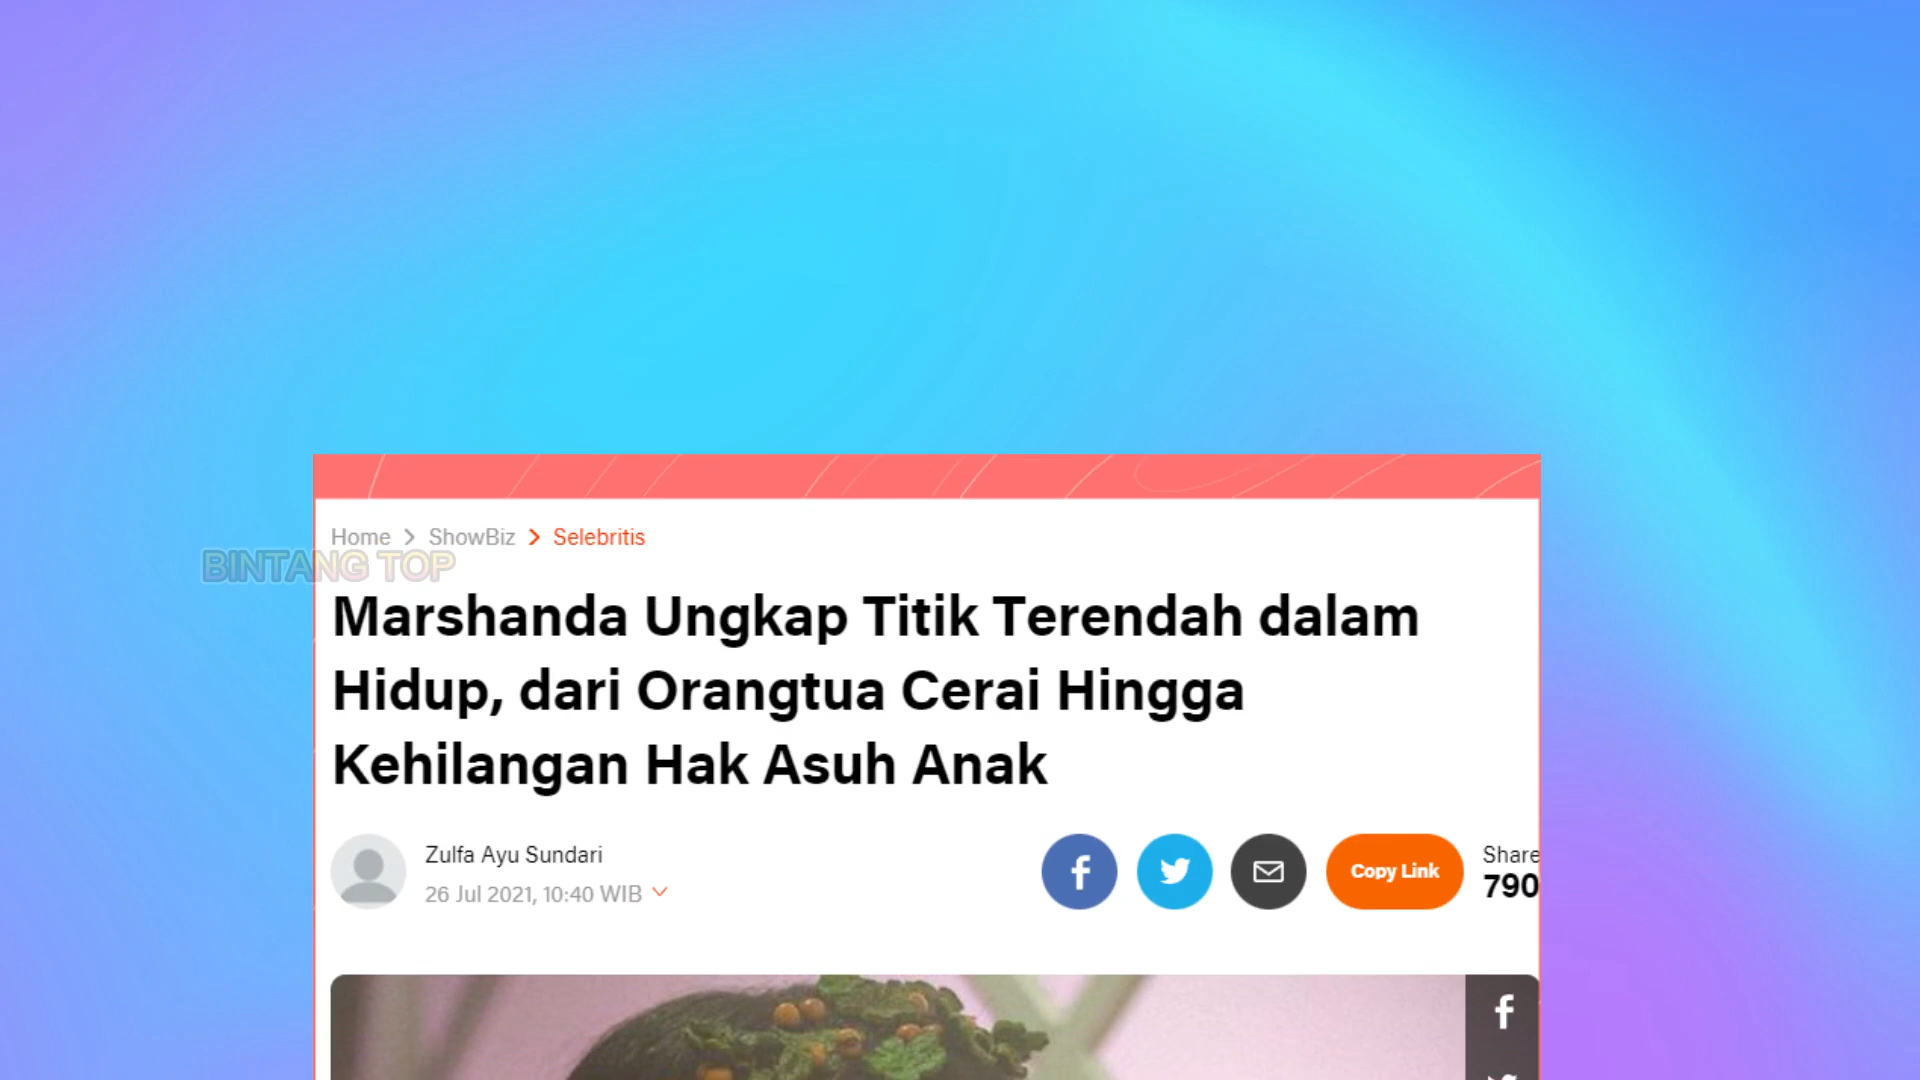 Home > ShowBiz > Selebritis
BINTANG TOP
Marshanda Ungkap Titik Terendah dalam
Hidup, dari Orangtua Cerai Hingga
Kehilangan Hak Asuh Anak
Zulfa Ayu Sundari
26 Jul 2021, 10:40 WIB
Copy Link
Share
790